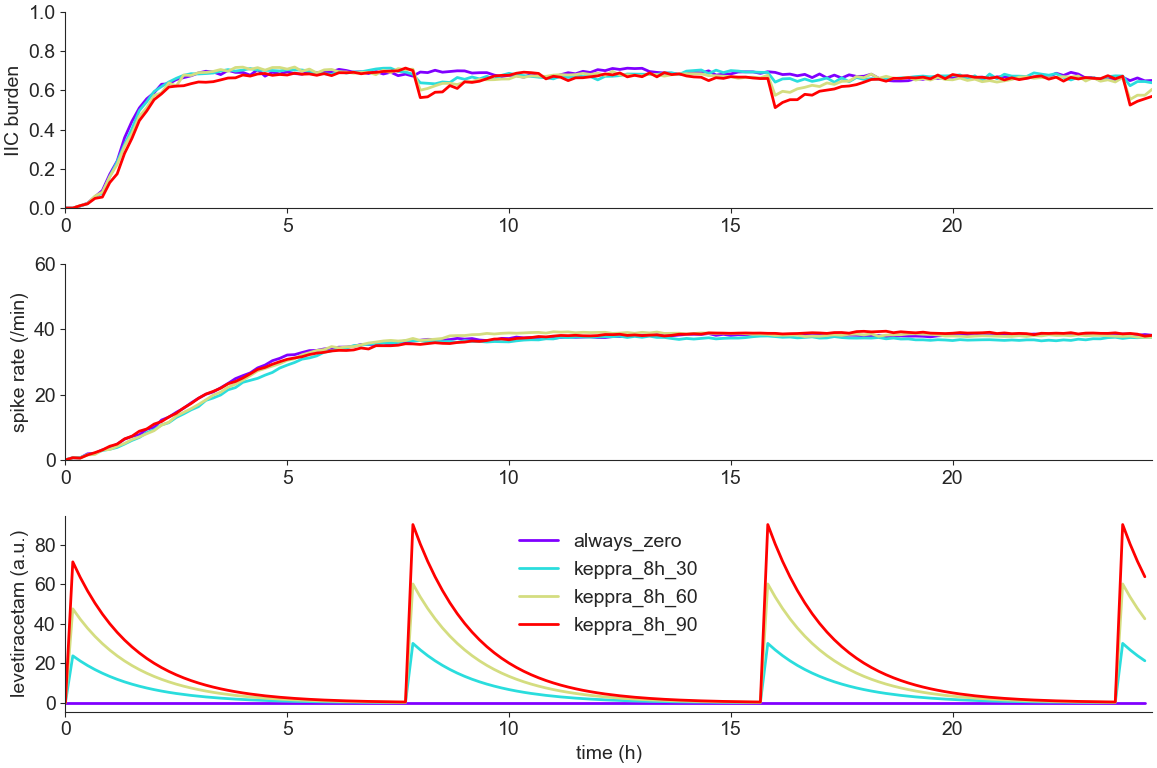 IIC burden
1.0
0.8
0.6
0.4
0.2
0.0
0 5 10 15 20
spike rate (/min)
60
40
20
0
0 5 10 15 20
levetiracetam (a.u.)
80
60
40
20
0
always_zero
keppra_8h_30
keppra_8h_60
keppra_8h_90
0 5 10 15 20
time (h)